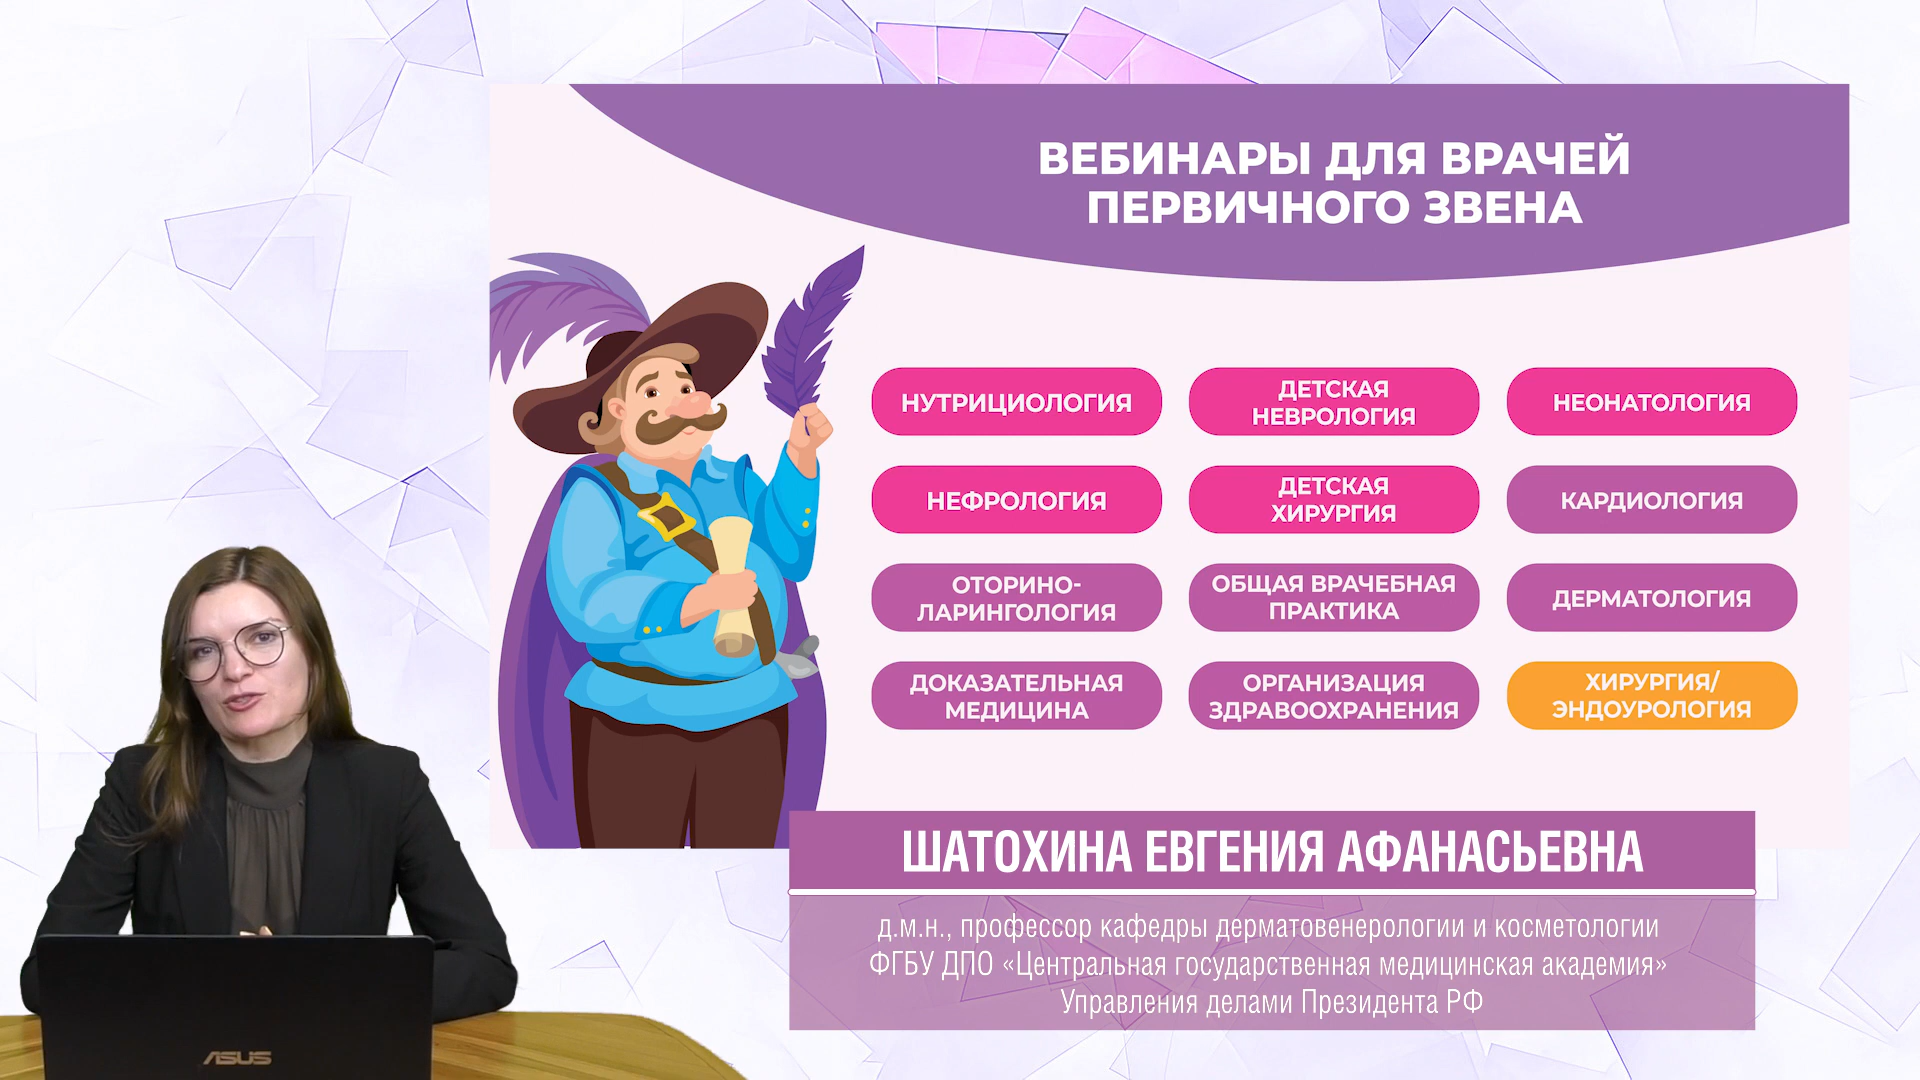 ВЕБИНАРЫ ДЛЯ ВРАЧЕЙ
ПЕРВИЧНОГО ЗВЕНА
НУТРИЦИОЛОГИЯ
ДЕТСКАЯ
НЕВРОЛОГИЯ
НЕОНАТОЛОГИЯ
НЕФРОЛОГИЯ
ДЕТСКАЯ
ХИРУРГИЯ
КАРДИОЛОГИЯ
ОТОРИНО-
ЛАРИНГОЛОГИЯ
ОБЩАЯ ВРАЧЕБНАЯ
ПРАКТИКА
ДЕРМАТОЛОГИЯ
ДОКАЗАТЕЛЬНАЯ
МЕДИЦИНА
ОРГАНИЗАЦИЯ
ЗДРАВООХРАНЕНИЯ
ХИРУРГИЯ/
ЭНДОУРОЛОГИЯ
ШАТОХИНА ЕВГЕНИЯ АФАНАСЬЕВНА
д.м.н., профессор кафедры дерматовенерологии и косметологии
ФГБУ ДПО «Центральная государственная медицинская академия»
Управления делами Президента РФ
ASUS